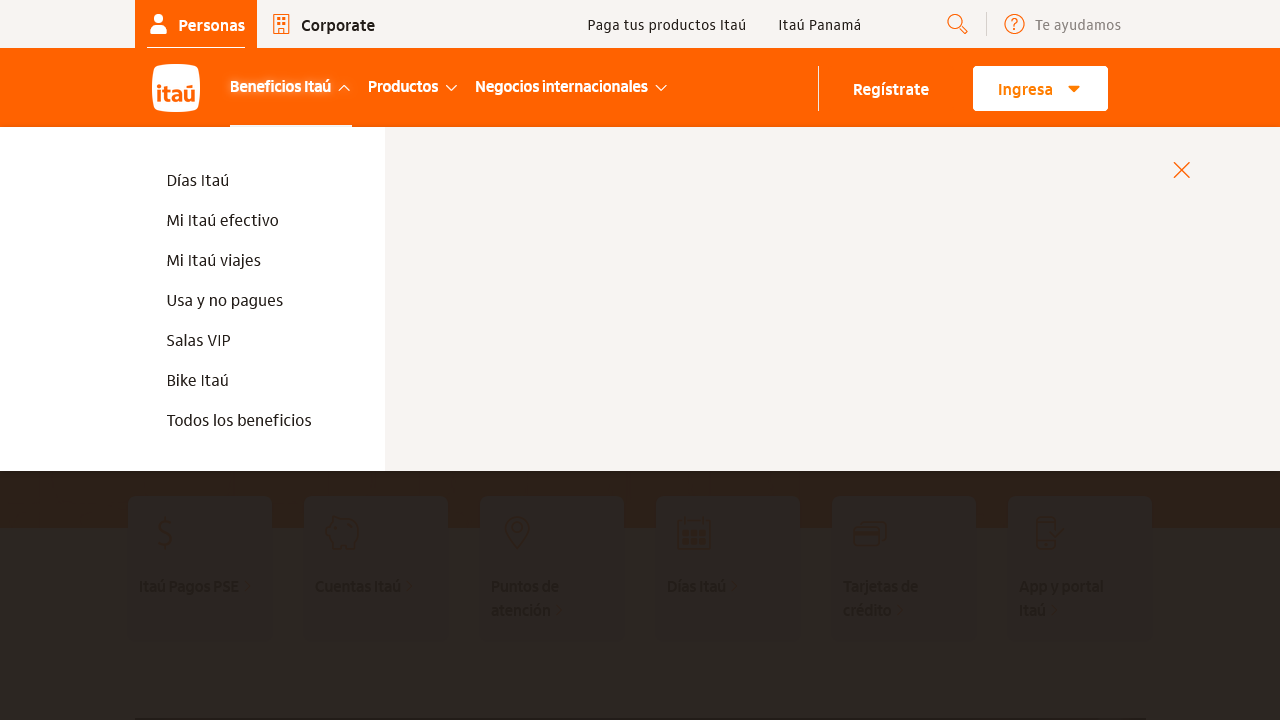 Personas
Corporate
Paga tus productos Itaú
Itaú Panamá
Te ayudamos
itaú
Beneficios Itaú
Productos
Negocios internacionales
Regístrate
Ingresa
Días Itaú
Mi Itaú efectivo
Mi Itaú viajes
Usa y no pagues
Salas VIP
Bike Itaú
Todos los beneficios
Itaú Pagos PSE
Cuentas Itaú
Puntos de
atención
Días Itaú
Tarjetas de
crédito
App y portal
Itaú